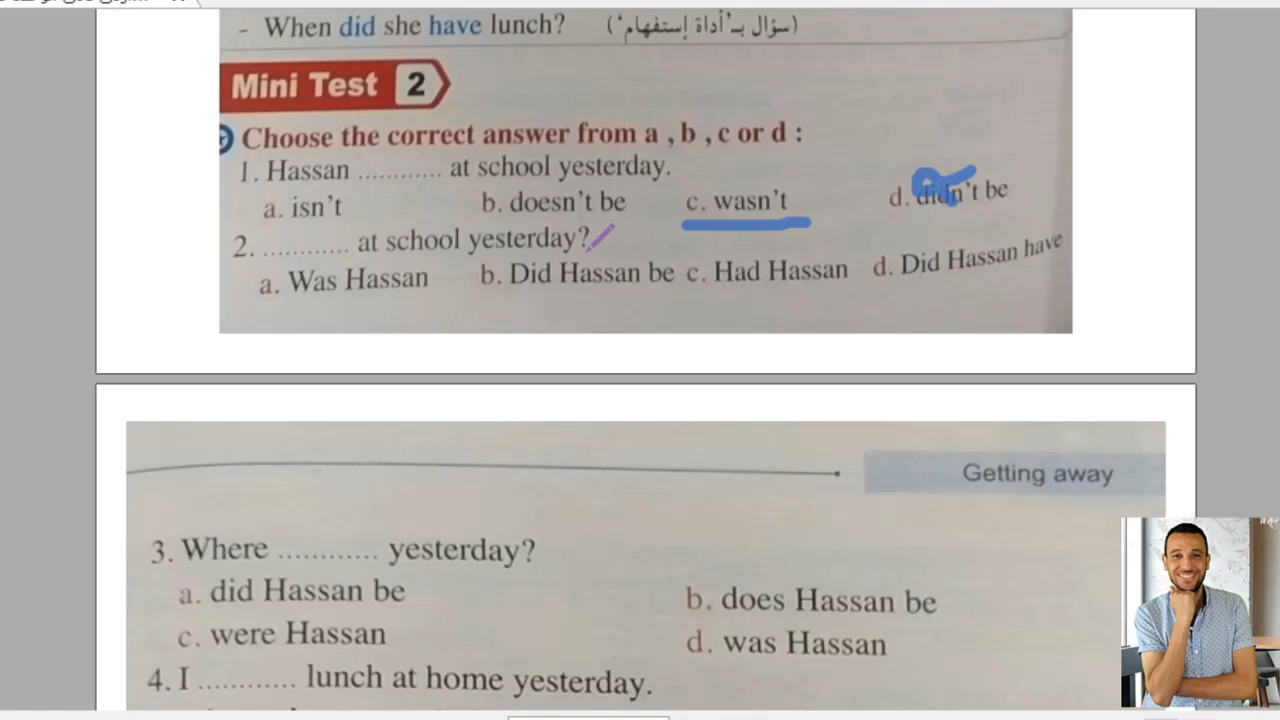 - When did she have lunch? (سؤال بـ'أداة إستفهام')
Mini Test 2
Choose the correct answer from a , b , c or d :
1. Hassan ............ at school yesterday.
a. isn't b. doesn't be c. wasn't d. didn't be
2. ............ at school yesterday?
a. Was Hassan b. Did Hassan be c. Had Hassan d. Did Hassan have
Getting away
3. Where ............ yesterday?
a. did Hassan be b. does Hassan be
c. were Hassan d. was Hassan
4. I ............ lunch at home yesterday.